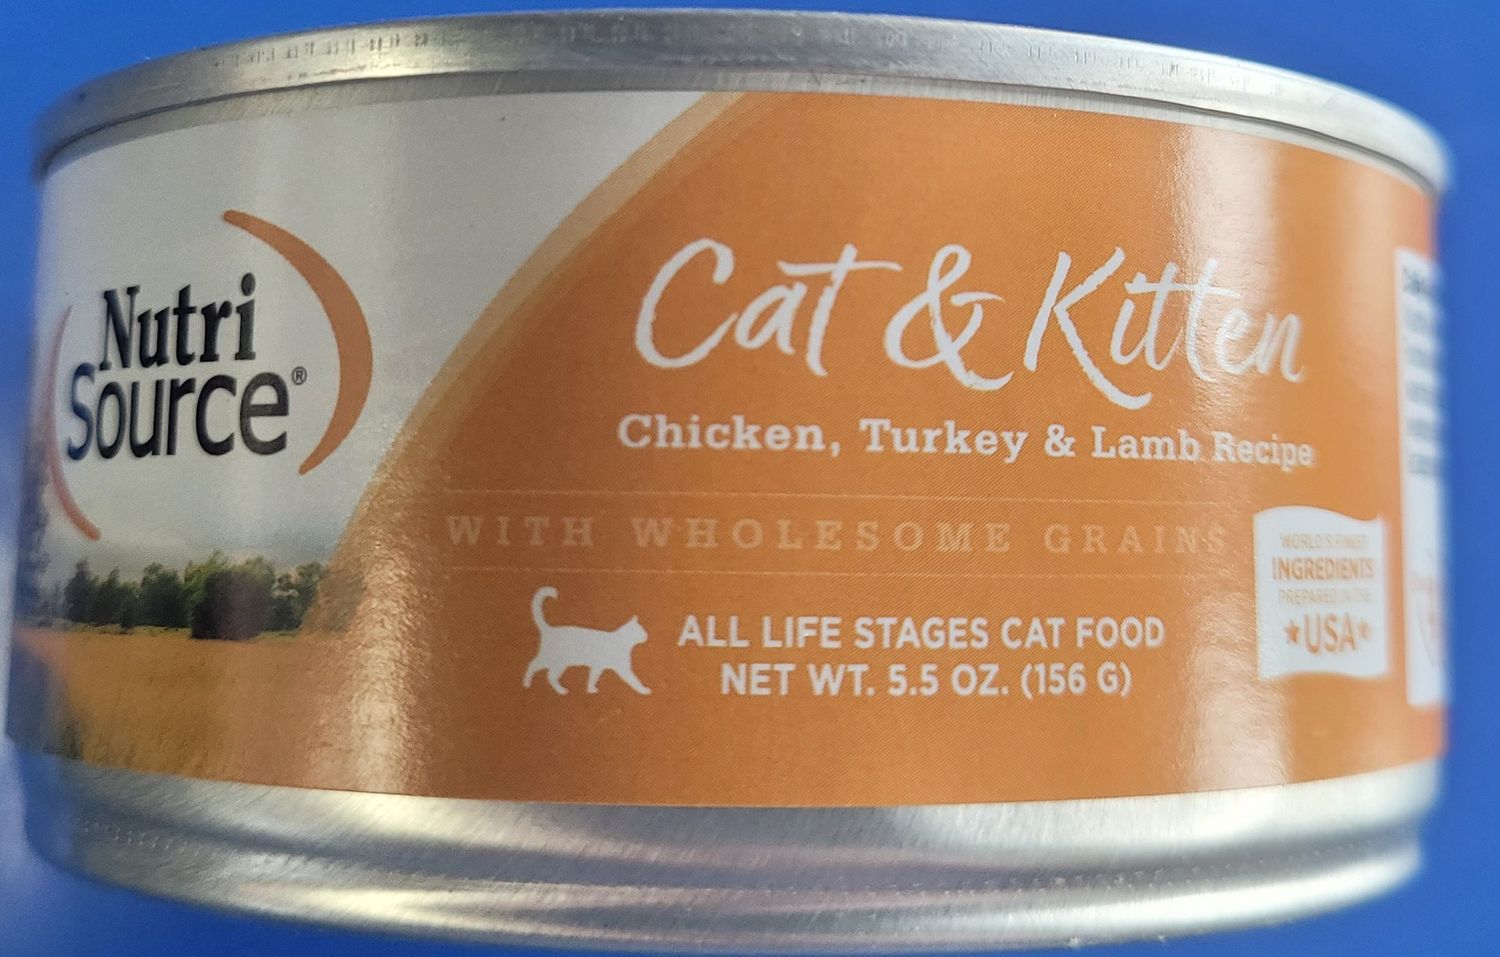 Nutri
Source®
Cat & Kitten
Chicken, Turkey & Lamb Recipe
WITH WHOLESOME GRAINS
ALL LIFE STAGES CAT FOOD
NET WT. 5.5 OZ. (156 G)
WORLD'S FINEST
INGREDIENTS
PREPARED IN THE
★USA★